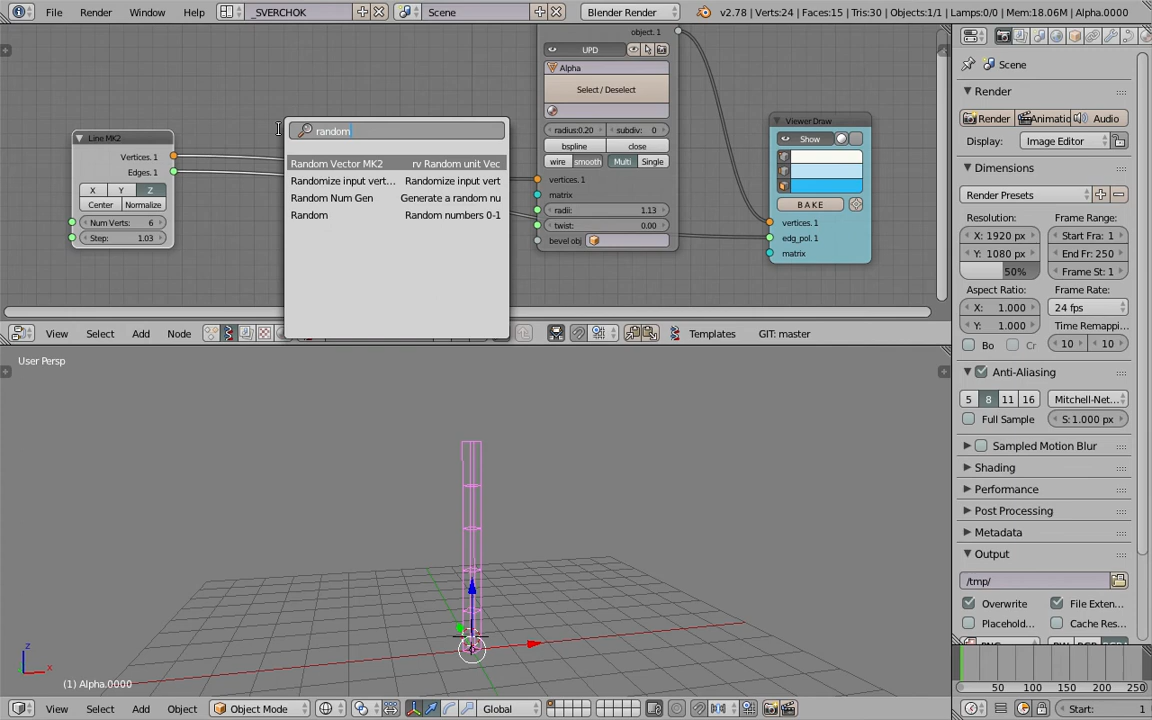 File Render Window Help _SVERCHOK Scene Blender Render v2.78 | Verts:24 | Faces:15 | Tris:30 | Objects:1/1 | Lamps:0/0 | Mem:18.06M | Alpha.0000
Line MK2
Vertices. 1
Edges. 1
X Y Z
Center Normalize
Num Verts: 6
Step: 1.03
random
Random Vector MK2 rv Random unit Vec
Randomize input vert... Randomize input vert
Random Num Gen Generate a random nu
Random Random numbers 0-1
object. 1
UPD
Alpha
Select / Deselect
radius:0.20 subdiv: 0
bspline close
wire smooth Multi Single
vertices. 1
matrix
radii: 1.13
twist: 0.00
bevel obj
Viewer Draw
Show
BAKE
vertices. 1
edg_pol. 1
matrix
View Select Add Node Templates GIT: master
User Persp
(1) Alpha.0000
View Select Add Object Object Mode Global
Scene
Render
Render Animatic Audio
Display: Image Editor
Dimensions
Render Presets
Resolution: Frame Range:
X: 1920 px Start Fra: 1
Y: 1080 px End Fr: 250
50% Frame St: 1
Aspect Ratio: Frame Rate:
X: 1.000 24 fps
Y: 1.000 Time Remappi...
Bo Cr 10 10
Anti-Aliasing
5 8 11 16 Mitchell-Net...
Full Sample S: 1.000 px
Sampled Motion Blur
Shading
Performance
Post Processing
Metadata
Output
/tmp/
Overwrite File Exten...
Placehold... Cache Res...
50 100 150 200 250
Start: 1